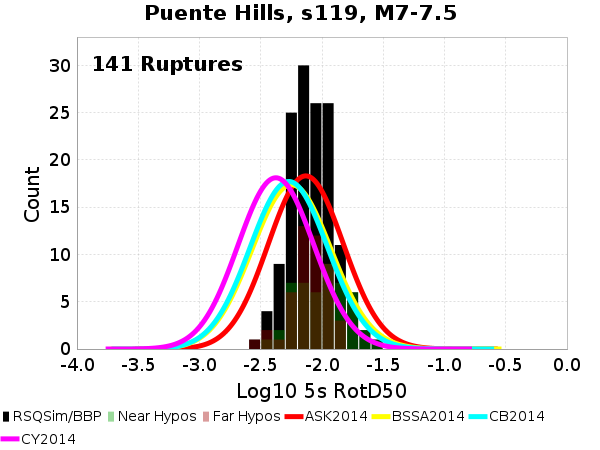 Puente Hills, s119, M7-7.5
141 Ruptures
Count
30
25
20
15
10
5
0
-4.0 -3.5 -3.0 -2.5 -2.0 -1.5 -1.0 -0.5 0.0
Log10 5s RotD50
RSQSim/BBP Near Hypos Far Hypos ASK2014 BSSA2014 CB2014
CY2014